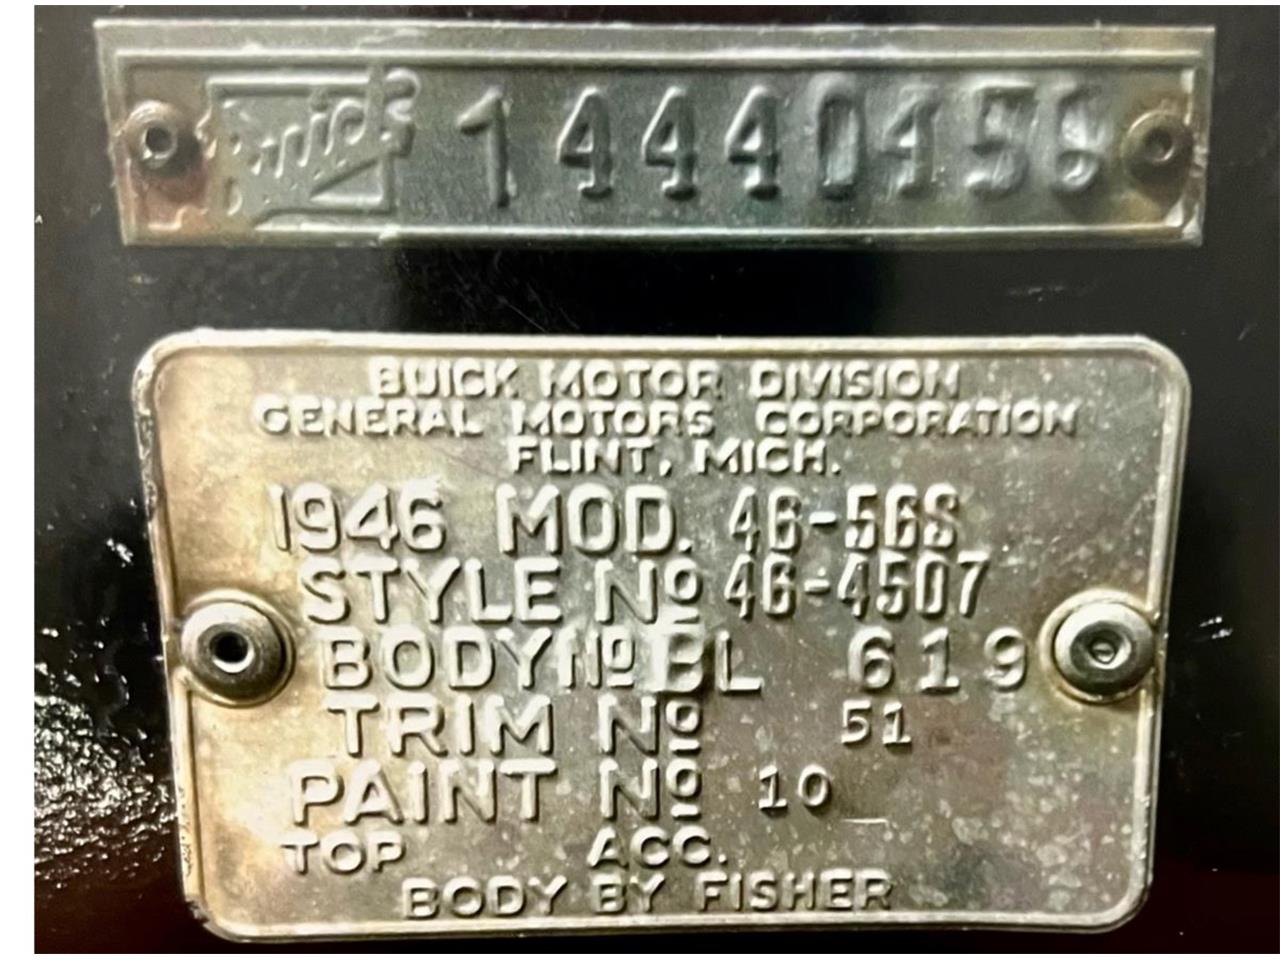 Buick 14440456
BUICK MOTOR DIVISION
GENERAL MOTORS CORPORATION
FLINT, MICH.
1946 MOD. 46-56S
STYLE Nº 46-4507
BODY Nº BL 619
TRIM Nº 51
PAINT Nº 10
TOP ACC.
BODY BY FISHER